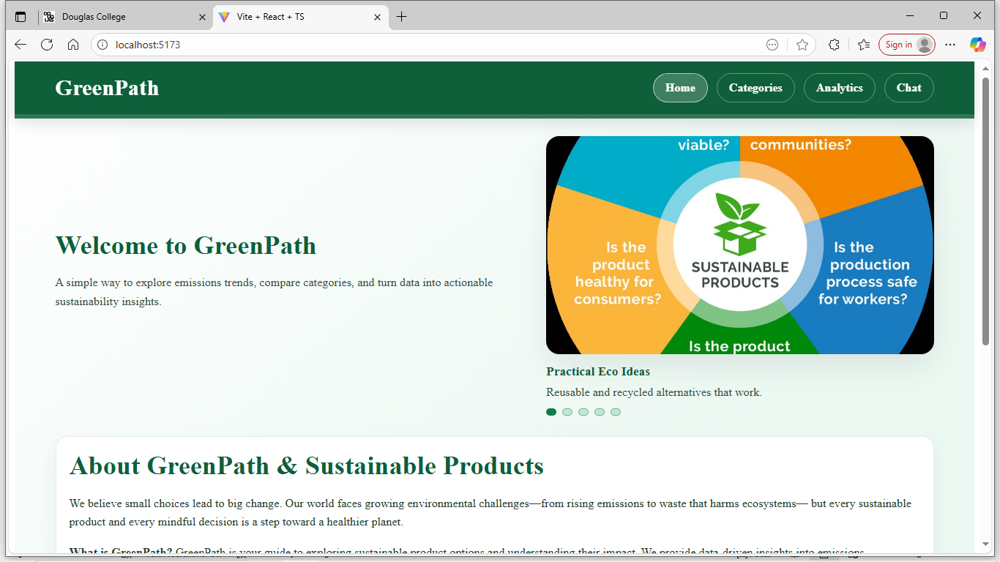 Douglas College
Vite + React + TS
localhost:5173
Sign in
GreenPath
Home
Categories
Analytics
Chat
viable?
communities?
Is the
product
healthy for
consumers?
SUSTAINABLE
PRODUCTS
Is the
production
process safe
for workers?
Is the product
Welcome to GreenPath
A simple way to explore emissions trends, compare categories, and turn data into actionable
sustainability insights.
Practical Eco Ideas
Reusable and recycled alternatives that work.
About GreenPath & Sustainable Products
We believe small choices lead to big change. Our world faces growing environmental challenges—from rising emissions to waste that harms ecosystems— but every sustainable
product and every mindful decision is a step toward a healthier planet.
What is GreenPath? GreenPath is your guide to exploring sustainable product options and understanding their impact. We provide data-driven insights into emissions